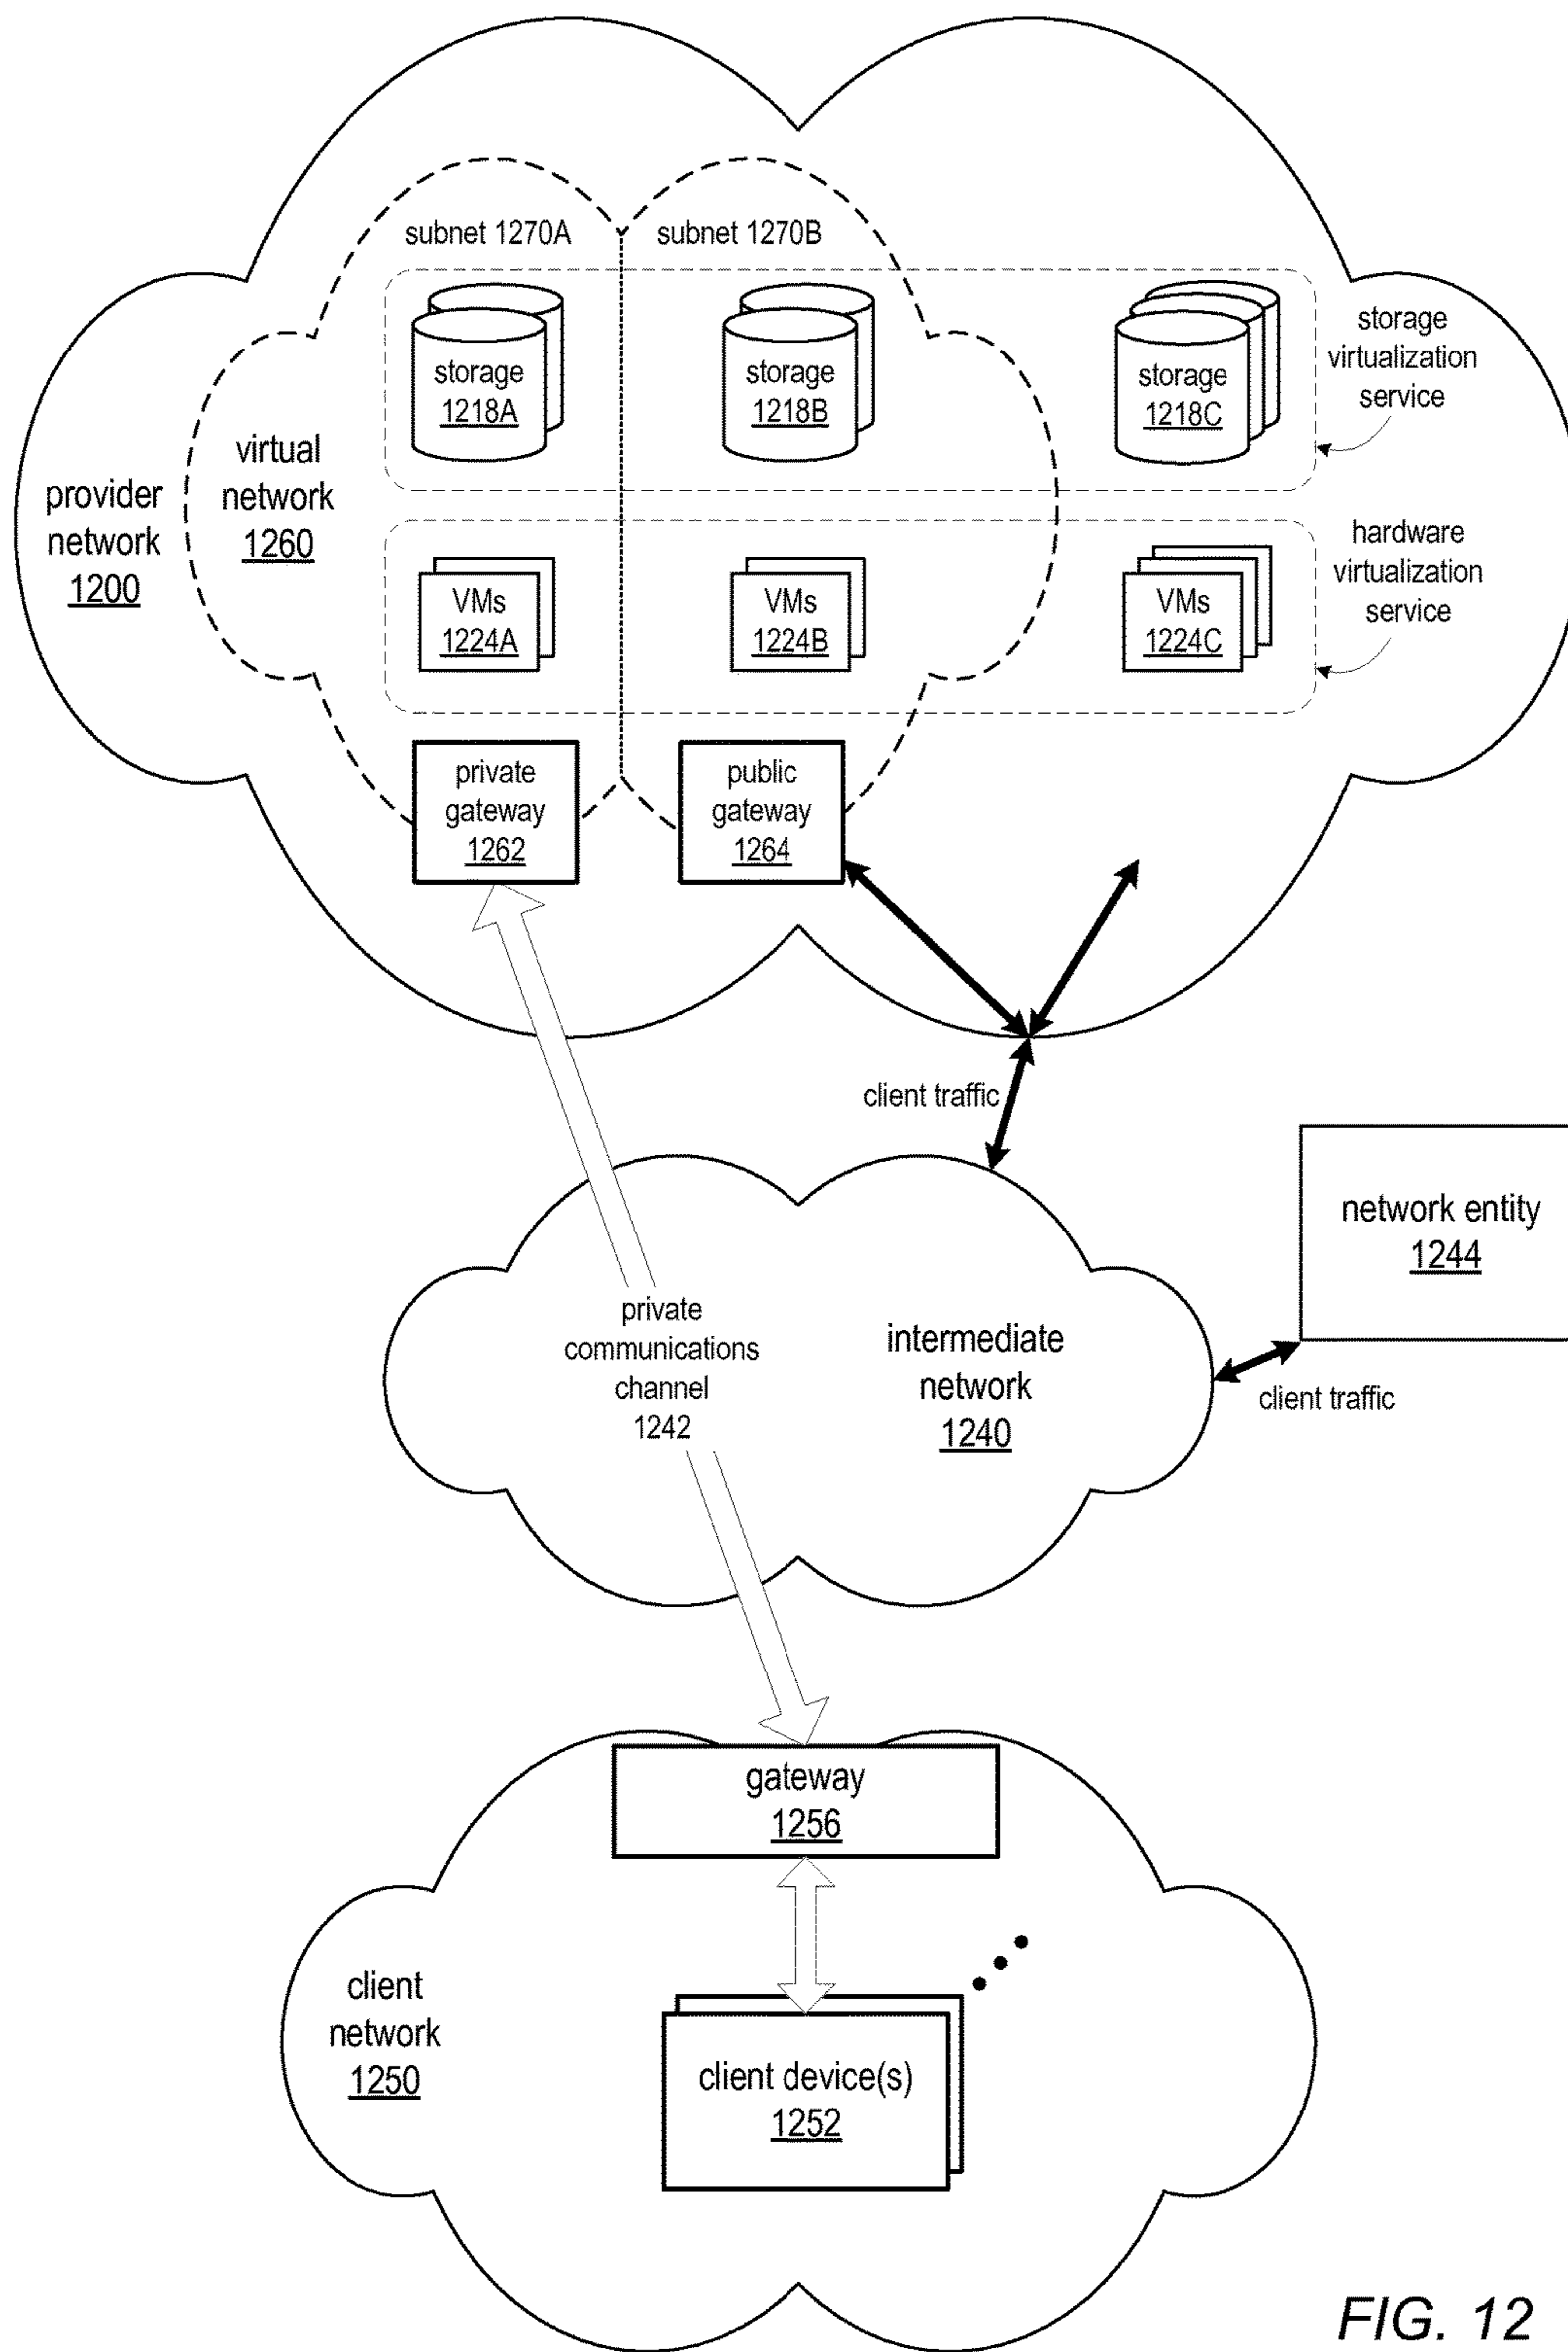 subnet 1270A
subnet 1270B
storage
1218A
storage
1218B
storage
1218C
storage
virtualization
service
provider
network
1200
virtual
network
1260
VMs
1224A
VMs
1224B
VMs
1224C
hardware
virtualization
service
private
gateway
1262
public
gateway
1264
client traffic
network entity
1244
private
communications
channel
1242
intermediate
network
1240
client traffic
gateway
1256
client
network
1250
client device(s)
1252
FIG. 12